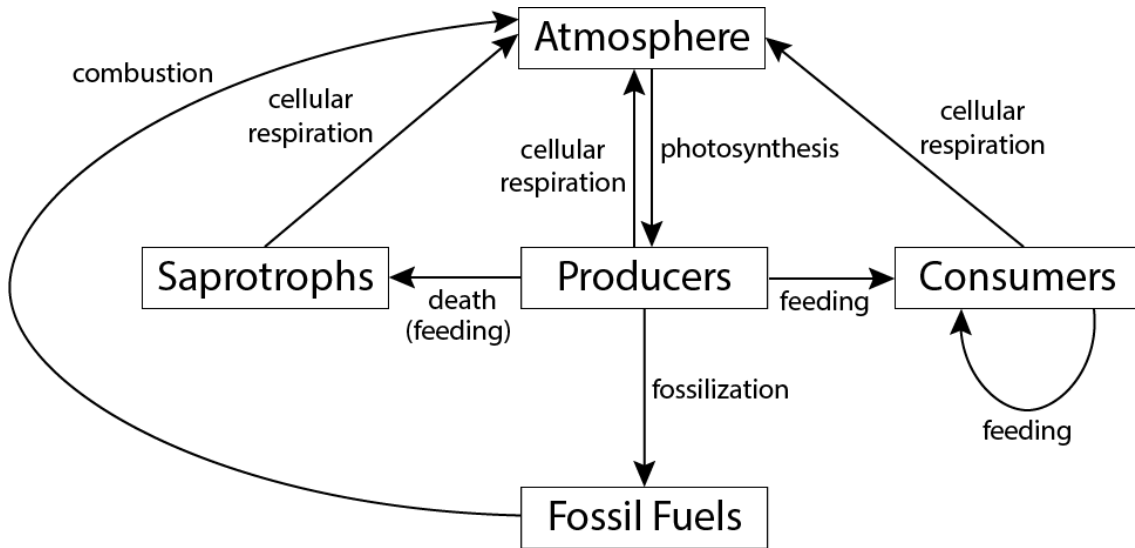 Atmosphere
combustion
cellular
respiration
cellular
respiration
photosynthesis
cellular
respiration
Saprotrophs
Producers
Consumers
death
(feeding)
feeding
fossilization
feeding
Fossil Fuels